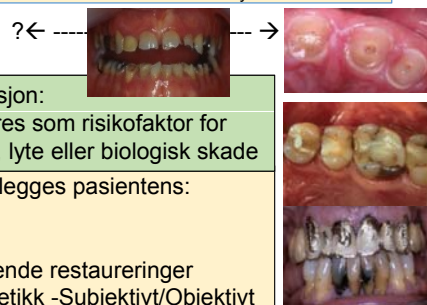 ?← ---- --- →
sjon:
res som risikofaktor for
lyte eller biologisk skade
legges pasientens:
ende restaureringer
etikk -Subjektivt/Objektivt